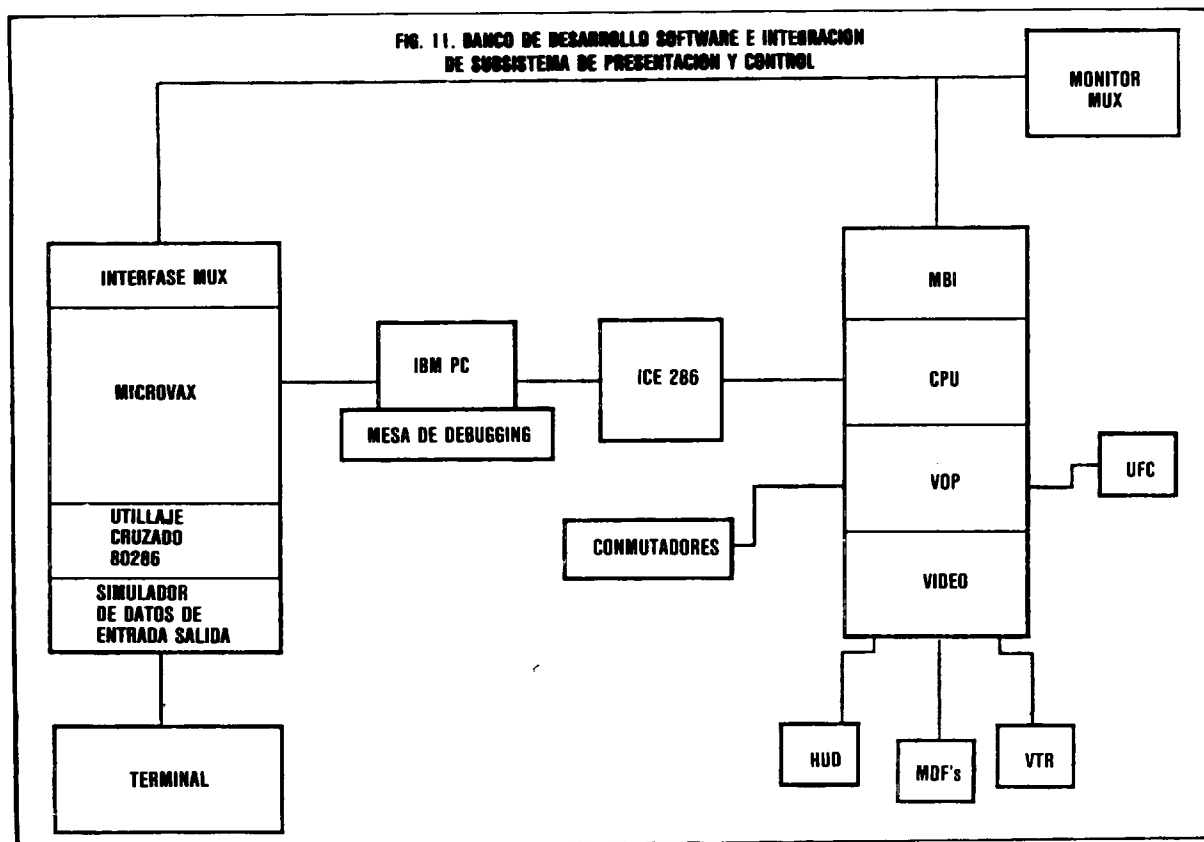 FIG. 11. BANCO DE DESARROLLO SOFTWARE E INTEGRACION
DE SUBSISTEMA DE PRESENTACION Y CONTROL
MONITOR
MUX
INTERFASE MUX
MICROVAX
UTILLAJE
CRUZADO
80286
SIMULADOR
DE DATOS DE
ENTRADA SALIDA
TERMINAL
IBM PC
MESA DE DEBUGGING
ICE 286
CONMUTADORES
MBI
CPU
VOP
VIDEO
UFC
HUD
MDF's
VTR